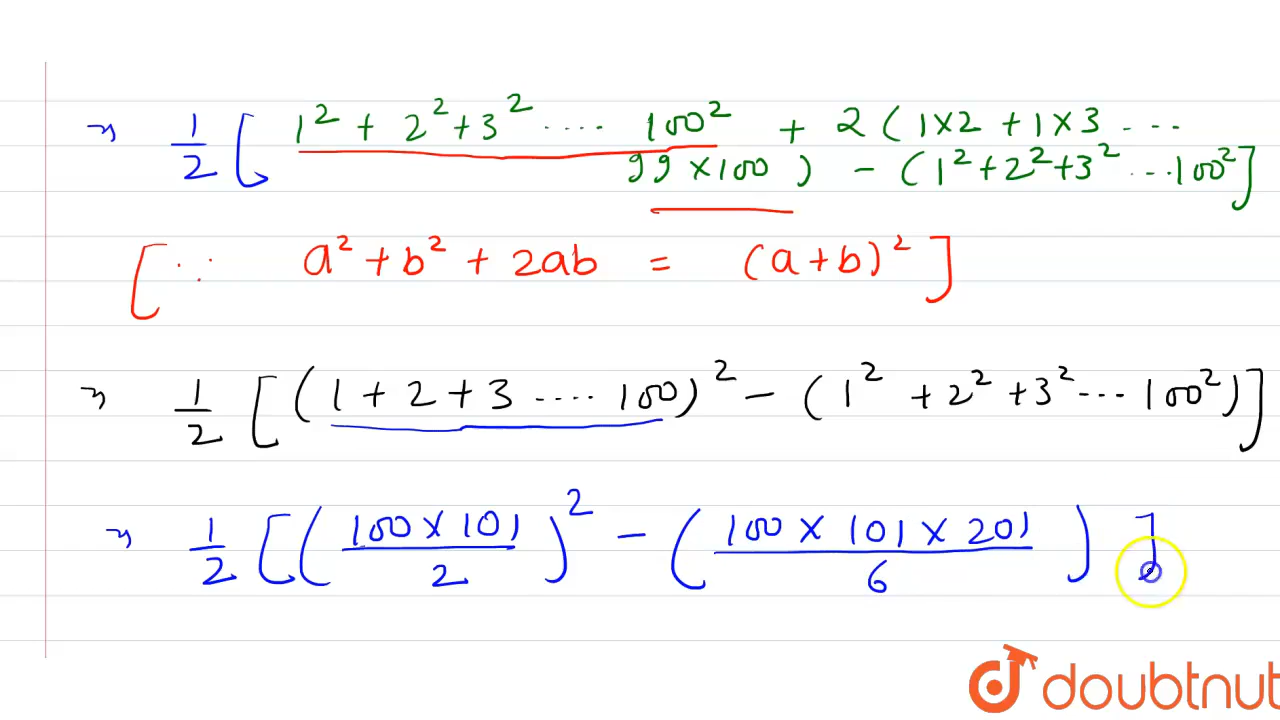 ⇒ 1/2 [ 1² + 2² + 3² .... 100² + 2 ( 1×2 + 1×3 ...
99 × 100 ) − ( 1² + 2² + 3² ... 100² ]
[ ∵ a² + b² + 2ab = (a+b)² ]
⇒ 1/2 [ ( 1 + 2 + 3 .... 100 )² − ( 1² + 2² + 3² ... 100² ) ]
⇒ 1/2 [ ( 100 × 101 / 2 )² − ( 100 × 101 × 201 / 6 ) ]
doubtnut